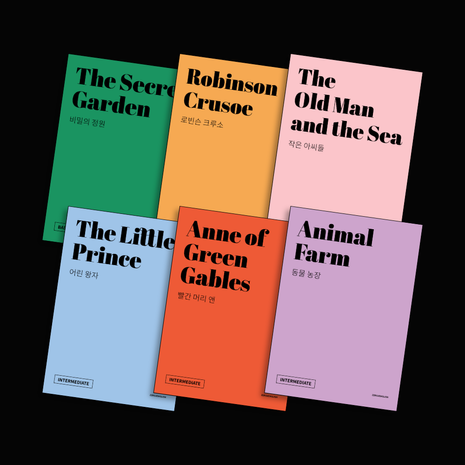 The Secre
Garden
비밀의 정원
Robinson
Crusoe
로빈슨 크루소
The
Old Man
and the Sea
작은 아씨들
The Little
Prince
어린 왕자
INTERMEDIATE
Anne of
Green
Gables
빨간 머리 앤
INTERMEDIATE
Animal
Farm
동물 농장
INTERMEDIATE